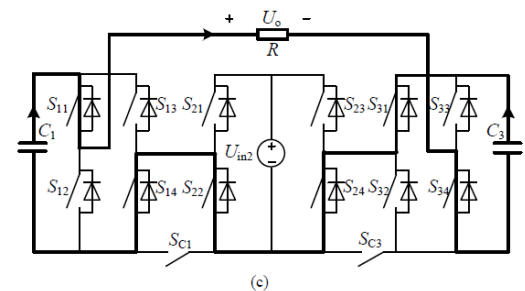 + Uo −
R
S11 S13 S21 S23 S31 S33
C1 Uin2 + − C3
S12 S14 S22 S24 S32 S34
SC1 SC3
(c)